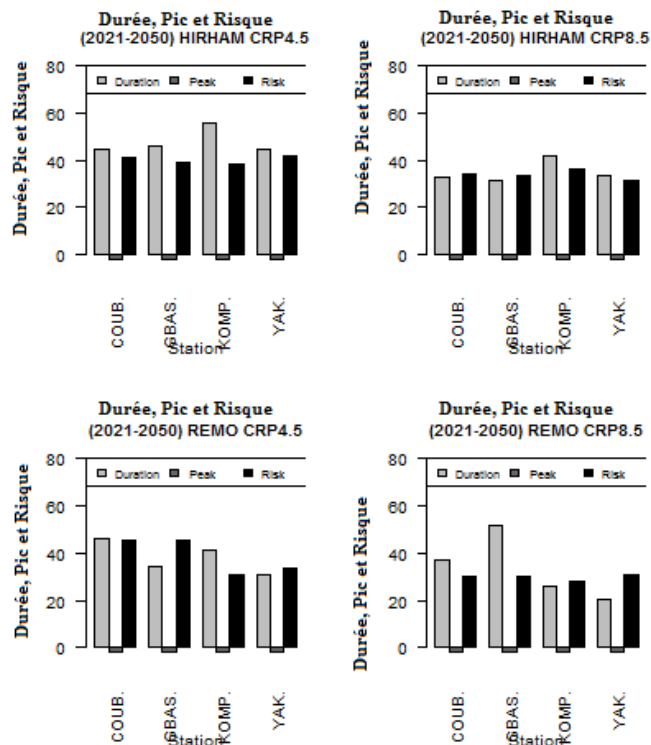 Durée, Pic et Risque
(2021-2050) HIRHAM CRP4.5
Durée, Pic et Risque
80
60
40
20
0
Duration Peak Risk
COUB.
GBAS.
KOMP.
YAK.
Station
Durée, Pic et Risque
(2021-2050) HIRHAM CRP8.5
Durée, Pic et Risque
80
60
40
20
0
Duration Peak Risk
COUB.
GBAS.
KOMP.
YAK.
Station
Durée, Pic et Risque
(2021-2050) REMO CRP4.5
Durée, Pic et Risque
80
60
40
20
0
Duration Peak Risk
COUB.
GBAS.
KOMP.
YAK.
Station
Durée, Pic et Risque
(2021-2050) REMO CRP8.5
Durée, Pic et Risque
80
60
40
20
0
Duration Peak Risk
COUB.
GBAS.
KOMP.
YAK.
Station